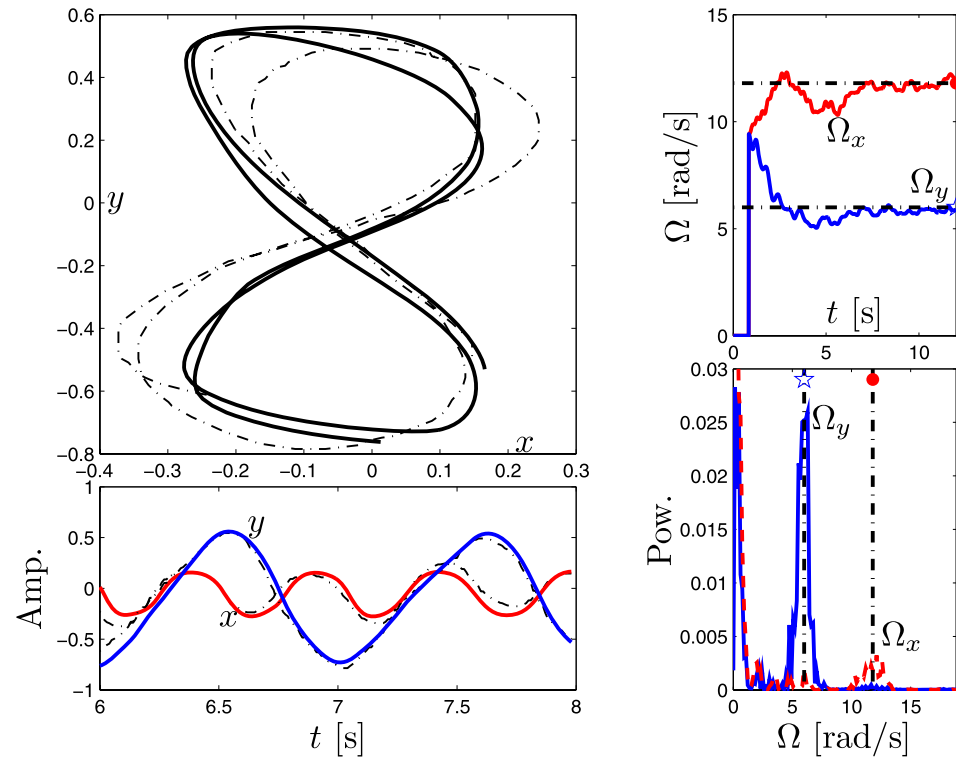 0.6
0.4
0.2
0
−0.2
−0.4
−0.6
−0.8
y
x
−0.4 −0.3 −0.2 −0.1 0 0.1 0.2 0.3
1
0.5
0
−0.5
−1
Amp.
y
x
6 6.5 7 7.5 8
t [s]
15
10
5
0
Ω [rad/s]
Ωx
Ωy
t [s]
0 5 10
0.03
0.025
0.02
0.015
0.01
0.005
0
Pow.
Ωy
Ωx
0 5 10 15
Ω [rad/s]